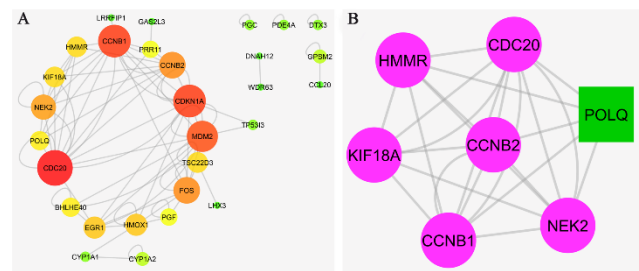 A
LRRFIP1
GAS2L3
CCNB1
HMMR
PRR11
CCNB2
KIF18A
NEK2
CDKN1A
POLQ
MDM2
TP53I3
CDC20
TSC22D3
FOS
BHLHE40
LHX3
EGR1
HMOX1
PGF
CYP1A1
CYP1A2
PGC
PDE4A
DTX3
DNAH12
GPSM2
WDR63
CCL20
B
CDC20
HMMR
POLQ
CCNB2
KIF18A
NEK2
CCNB1